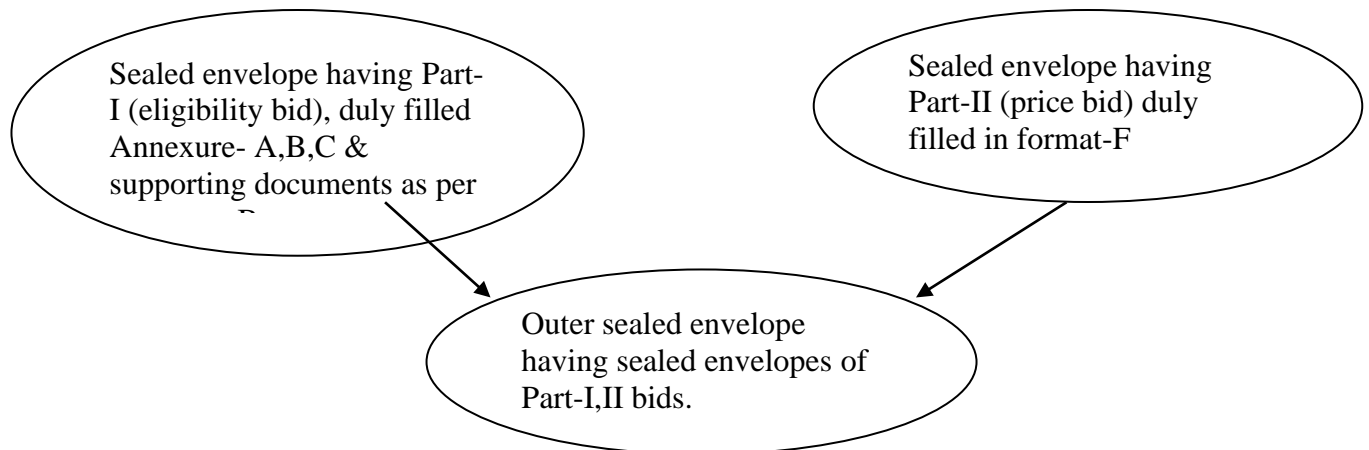 Sealed envelope having Part-
I (eligibility bid), duly filled
Annexure- A,B,C &
supporting documents as per
Sealed envelope having
Part-II (price bid) duly
filled in format-F
Outer sealed envelope
having sealed envelopes of
Part-I,II bids.